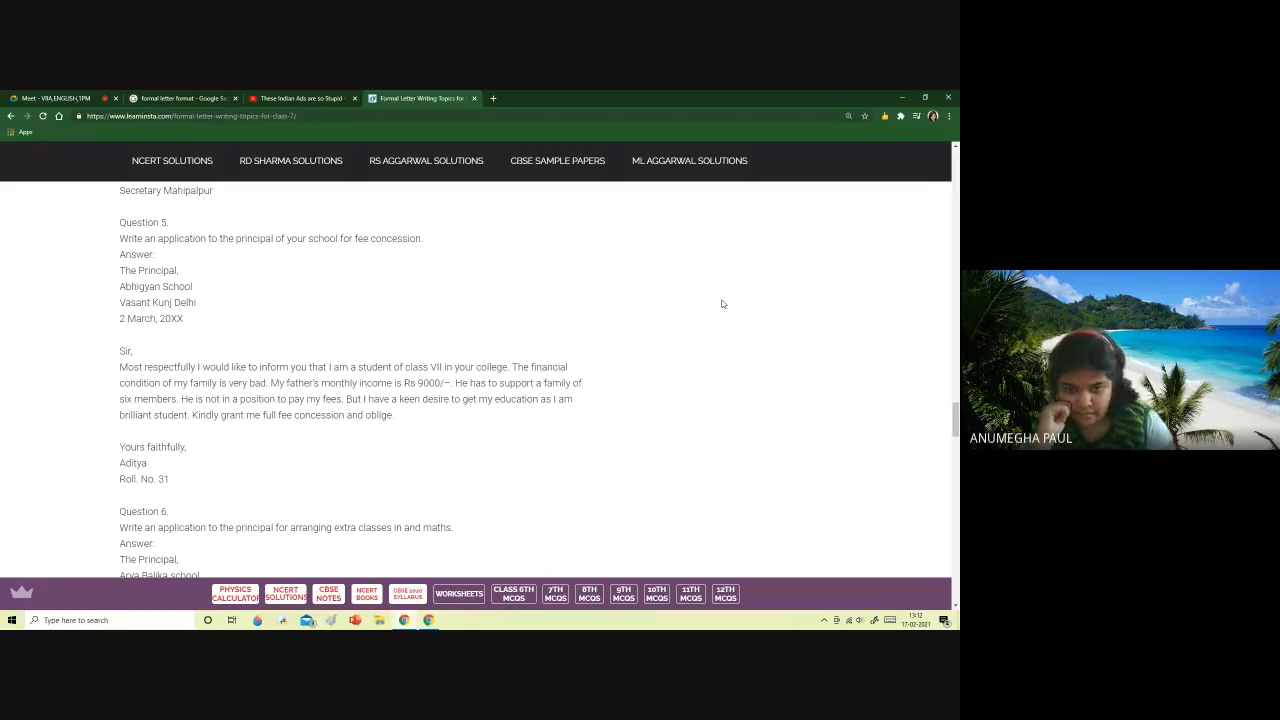 Meet - VIIA,ENGLISH,1PM
formal letter format - Google Se
These Indian Ads are so Stupid -
Formal Letter Writing Topics for
https://www.learninsta.com/formal-letter-writing-topics-for-class-7/
Apps
NCERT SOLUTIONS RD SHARMA SOLUTIONS RS AGGARWAL SOLUTIONS CBSE SAMPLE PAPERS ML AGGARWAL SOLUTIONS
Secretary Mahipalpur
Question 5.
Write an application to the principal of your school for fee concession.
Answer:
The Principal,
Abhigyan School
Vasant Kunj Delhi
2 March, 20XX
Sir,
Most respectfully I would like to inform you that I am a student of class VII in your college. The financial
condition of my family is very bad. My father's monthly income is Rs 9000/–. He has to support a family of
six members. He is not in a position to pay my fees. But I have a keen desire to get my education as I am
brilliant student. Kindly grant me full fee concession and oblige.
Yours faithfully,
Aditya
Roll. No. 31
Question 6.
Write an application to the principal for arranging extra classes in and maths.
Answer:
The Principal,
Arya Balika school
ANUMEGHA PAUL
PHYSICS CALCULATOR
NCERT SOLUTIONS
CBSE NOTES
NCERT BOOKS
CBSE 2020 SYLLABUS
WORKSHEETS
CLASS 6TH MCQS
7TH MCQS
8TH MCQS
9TH MCQS
10TH MCQS
11TH MCQS
12TH MCQS
Type here to search
13:12
17-02-2021